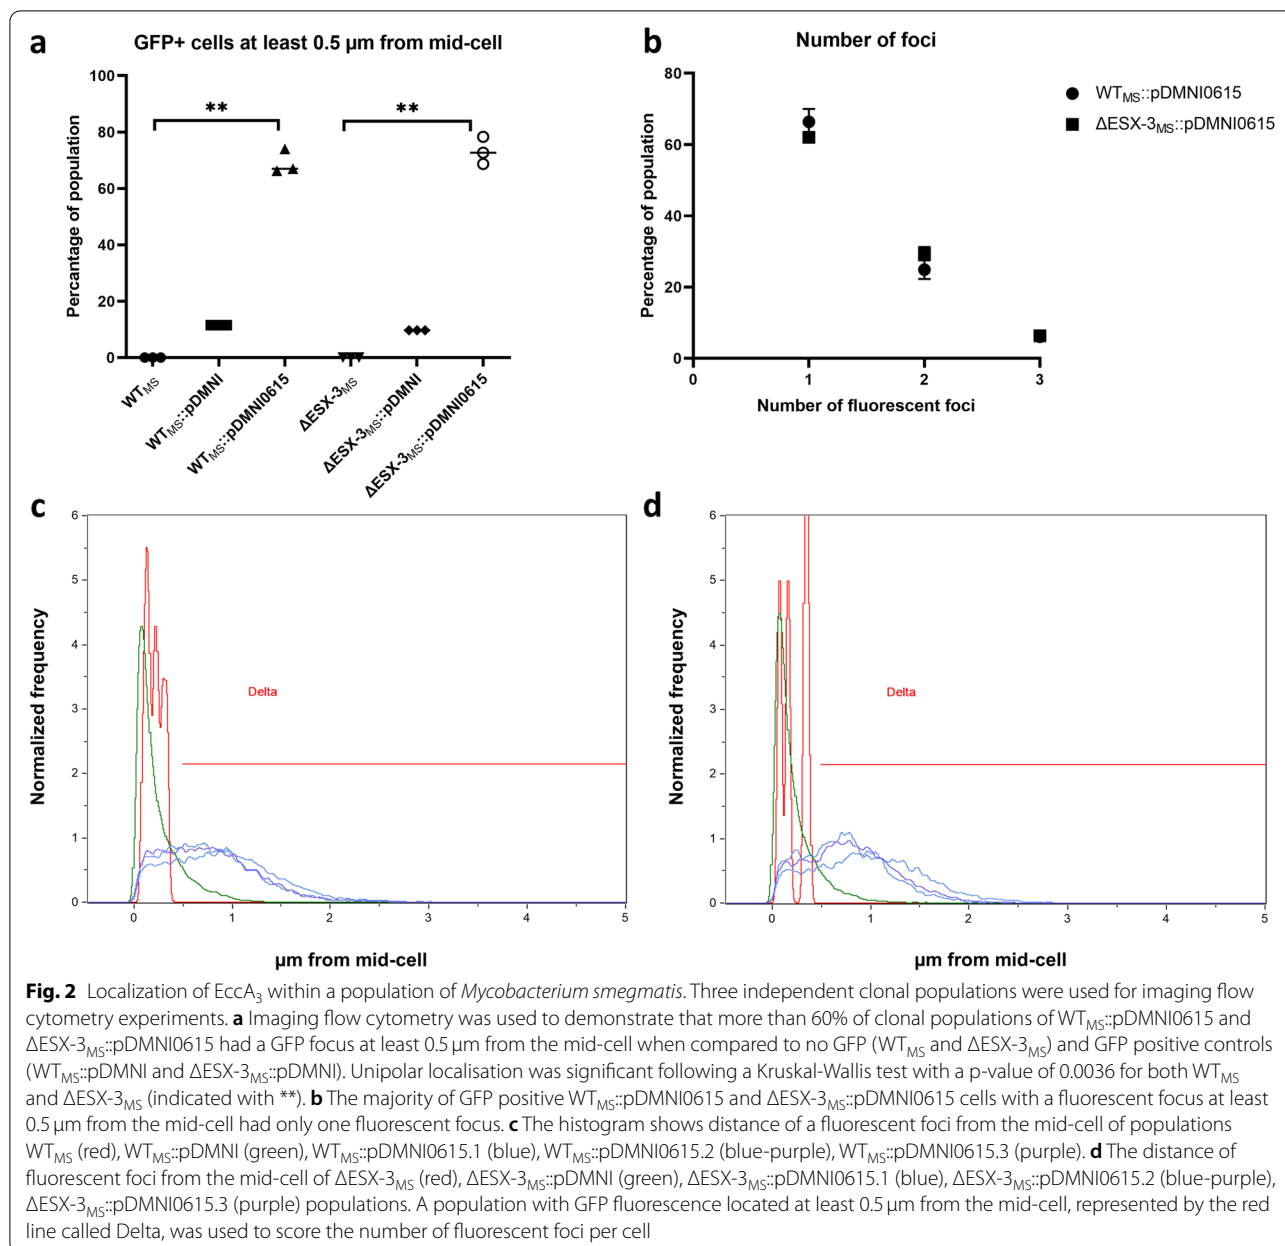 a
GFP+ cells at least 0.5 µm from mid-cell
Percantage of population
100
80
60
40
20
0
**
**
WTMS
WTMS::pDMNI
WTMS::pDMNI0615
ΔESX-3MS
ΔESX-3MS::pDMNI
ΔESX-3MS::pDMNI0615
b
Number of foci
Percentage of population
80
60
40
20
0
0 1 2 3
Number of fluorescent foci
WTMS::pDMNI0615
ΔESX-3MS::pDMNI0615
c
Normalized frequency
6
5
4
3
2
1
0
Delta
0 1 2 3 4 5
µm from mid-cell
d
Normalized frequency
6
5
4
3
2
1
0
Delta
0 1 2 3 4 5
µm from mid-cell
Fig. 2 Localization of EccA3 within a population of Mycobacterium smegmatis. Three independent clonal populations were used for imaging flow
cytometry experiments. a Imaging flow cytometry was used to demonstrate that more than 60% of clonal populations of WTMS::pDMNI0615 and
ΔESX-3MS::pDMNI0615 had a GFP focus at least 0.5 µm from the mid-cell when compared to no GFP (WTMS and ΔESX-3MS) and GFP positive controls
(WTMS::pDMNI and ΔESX-3MS::pDMNI). Unipolar localisation was significant following a Kruskal-Wallis test with a p-value of 0.0036 for both WTMS
and ΔESX-3MS (indicated with **). b The majority of GFP positive WTMS::pDMNI0615 and ΔESX-3MS::pDMNI0615 cells with a fluorescent focus at least
0.5 µm from the mid-cell had only one fluorescent focus. c The histogram shows distance of a fluorescent foci from the mid-cell of populations
WTMS (red), WTMS::pDMNI (green), WTMS::pDMNI0615.1 (blue), WTMS::pDMNI0615.2 (blue-purple), WTMS::pDMNI0615.3 (purple). d The distance of
fluorescent foci from the mid-cell of ΔESX-3MS (red), ΔESX-3MS::pDMNI (green), ΔESX-3MS::pDMNI0615.1 (blue), ΔESX-3MS::pDMNI0615.2 (blue-purple),
ΔESX-3MS::pDMNI0615.3 (purple) populations. A population with GFP fluorescence located at least 0.5 µm from the mid-cell, represented by the red
line called Delta, was used to score the number of fluorescent foci per cell